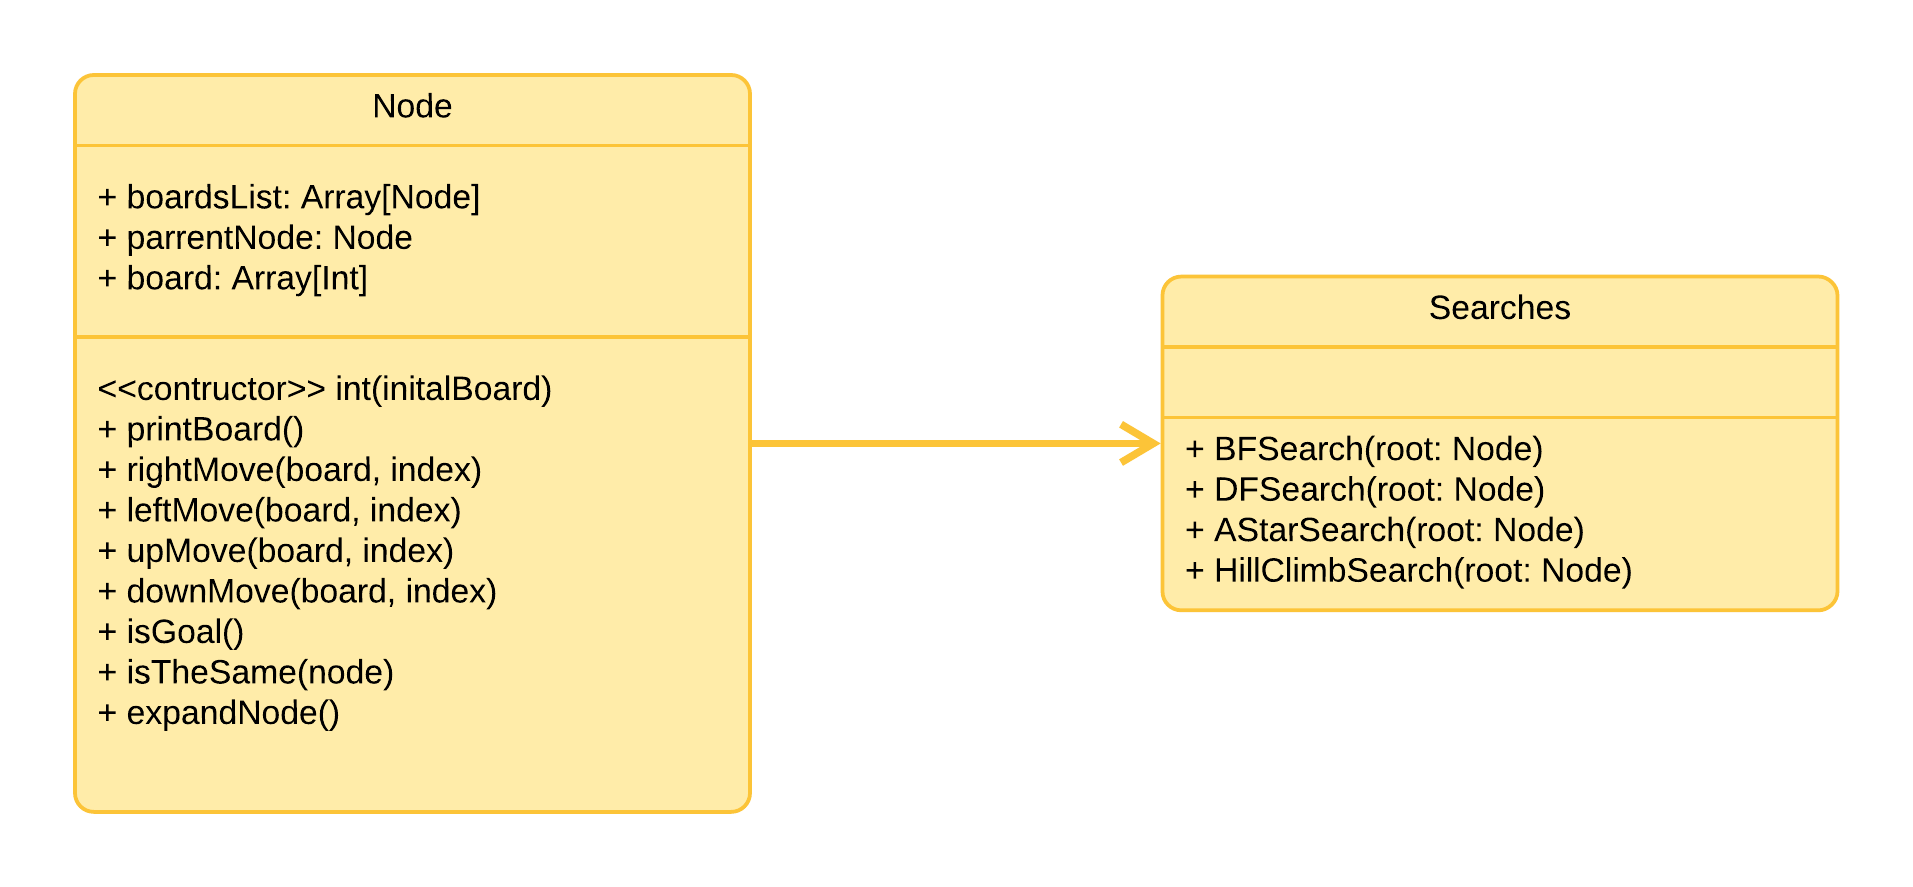 Node
+ boardsList: Array[Node]
+ parrentNode: Node
+ board: Array[Int]
<<contructor>> int(initalBoard)
+ printBoard()
+ rightMove(board, index)
+ leftMove(board, index)
+ upMove(board, index)
+ downMove(board, index)
+ isGoal()
+ isTheSame(node)
+ expandNode()
Searches
+ BFSearch(root: Node)
+ DFSearch(root: Node)
+ AStarSearch(root: Node)
+ HillClimbSearch(root: Node)